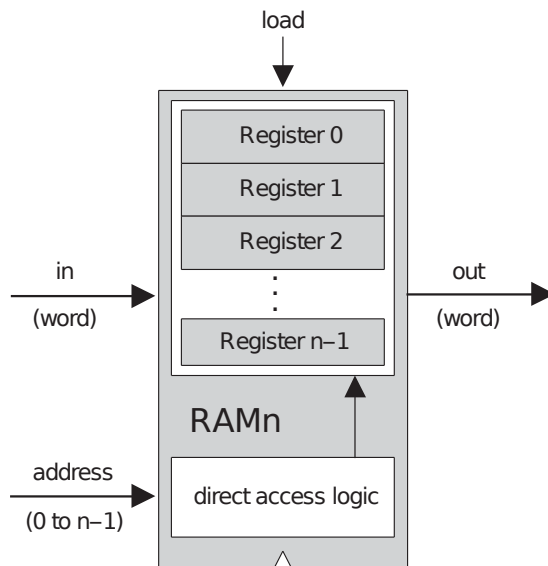 load
Register 0
Register 1
Register 2
in
(word)
out
(word)
Register n–1
RAMn
address
(0 to n–1)
direct access logic